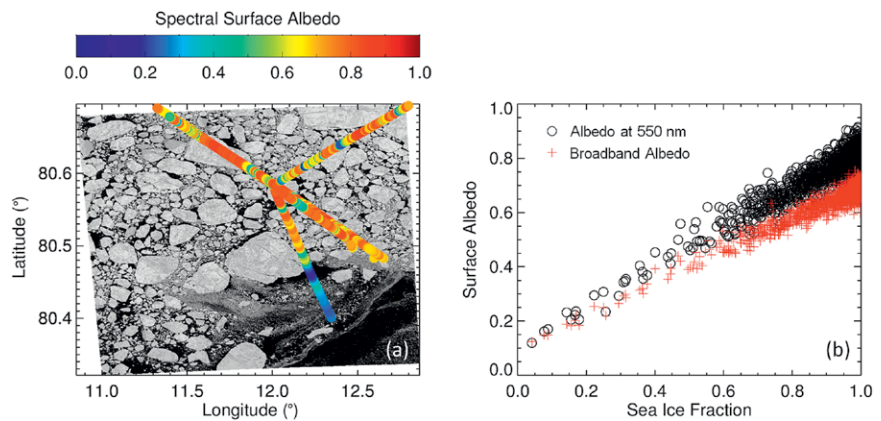 Spectral Surface Albedo
0.0 0.2 0.4 0.6 0.8 1.0
Latitude (°)
80.6
80.5
80.4
11.0 11.5 12.0 12.5
Longitude (°)
(a)
Surface Albedo
1.0
0.8
0.6
0.4
0.2
0.0
Albedo at 550 nm
Broadband Albedo
(b)
0.0 0.2 0.4 0.6 0.8 1.0
Sea Ice Fraction